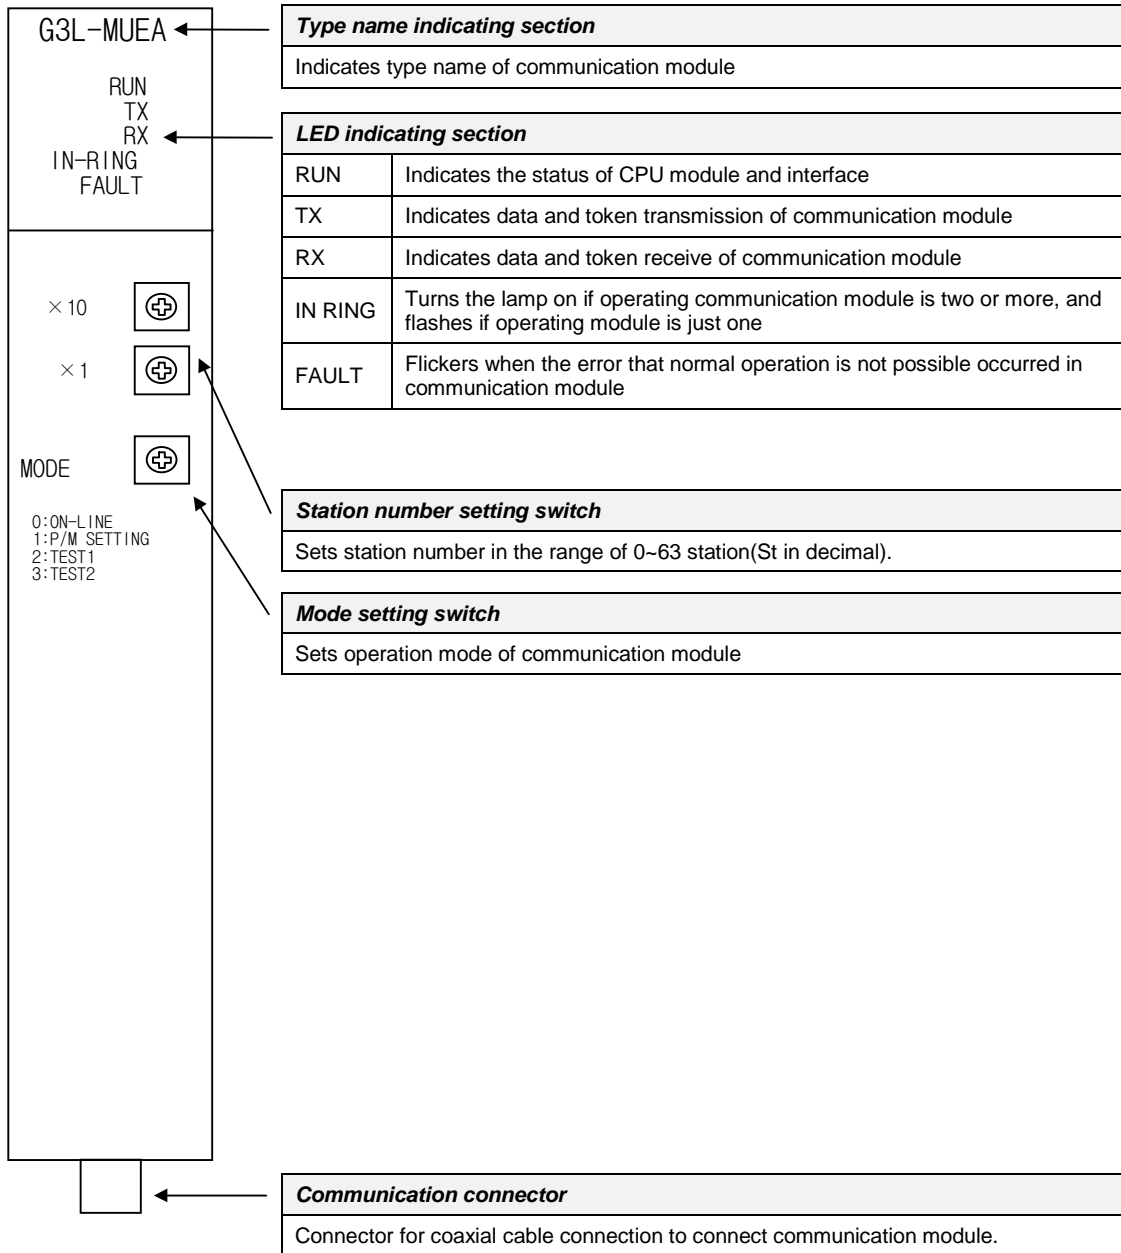 G3L-MUEA
RUN
TX
RX
IN-RING
FAULT
×10
×1
MODE
0:ON-LINE
1:P/M SETTING
2:TEST1
3:TEST2
Type name indicating section
Indicates type name of communication module
LED indicating section
RUN Indicates the status of CPU module and interface
TX Indicates data and token transmission of communication module
RX Indicates data and token receive of communication module
IN RING Turns the lamp on if operating communication module is two or more, and
flashes if operating module is just one
FAULT Flickers when the error that normal operation is not possible occurred in
communication module
Station number setting switch
Sets station number in the range of 0~63 station(St in decimal).
Mode setting switch
Sets operation mode of communication module
Communication connector
Connector for coaxial cable connection to connect communication module.